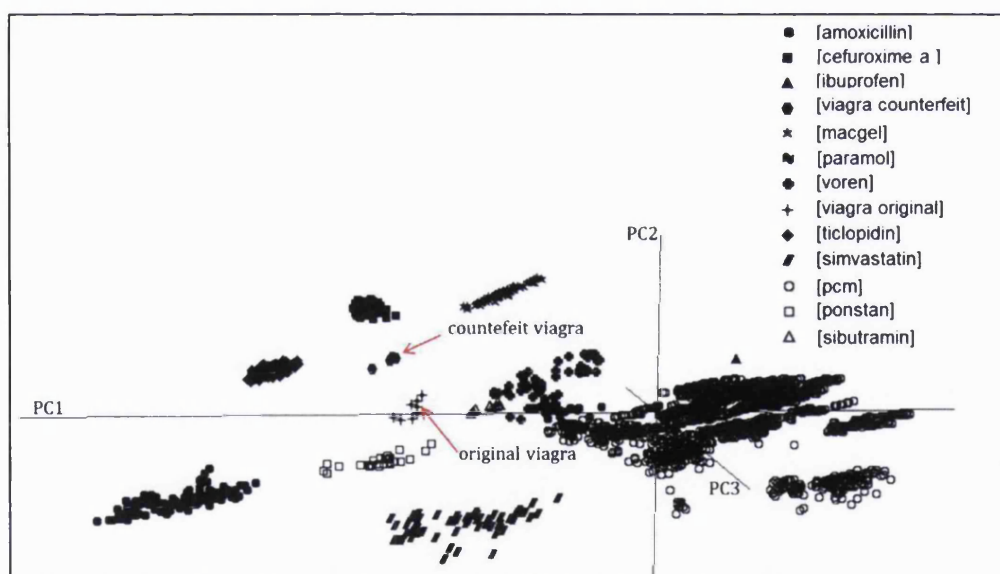 [amoxicillin]
[cefuroxime a ]
[ibuprofen]
[viagra counterfeit]
[macgel]
[paramol]
[voren]
[viagra original]
[ticlopidin]
[simvastatin]
[pcm]
[ponstan]
[sibutramin]
PC2
countefeit viagra
PC1
original viagra
PC3